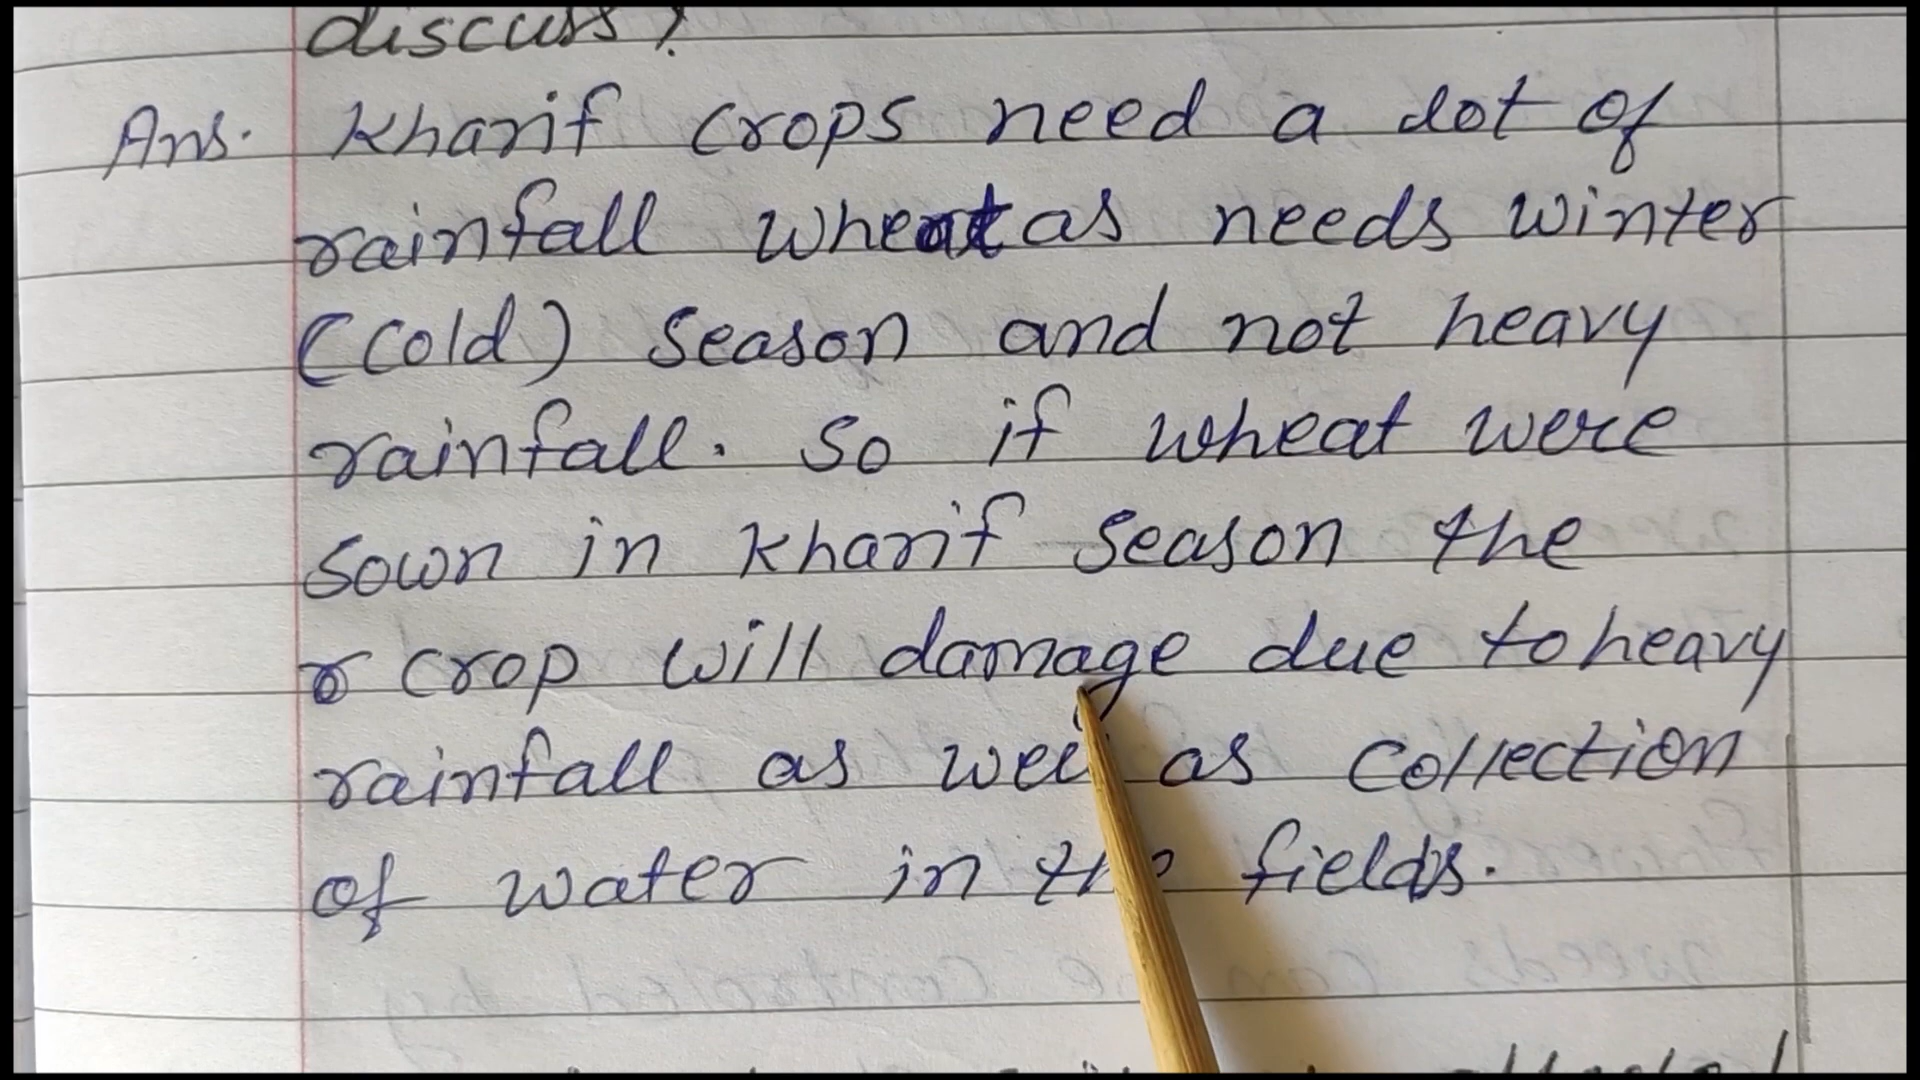 discuss?
Ans. Kharif crops need a lot of
rainfall wheatas needs winter
(cold) season and not heavy
rainfall. So if wheat were
sown in Kharif season the
crop will damage due to heavy
rainfall as well as collection
of water in the fields.